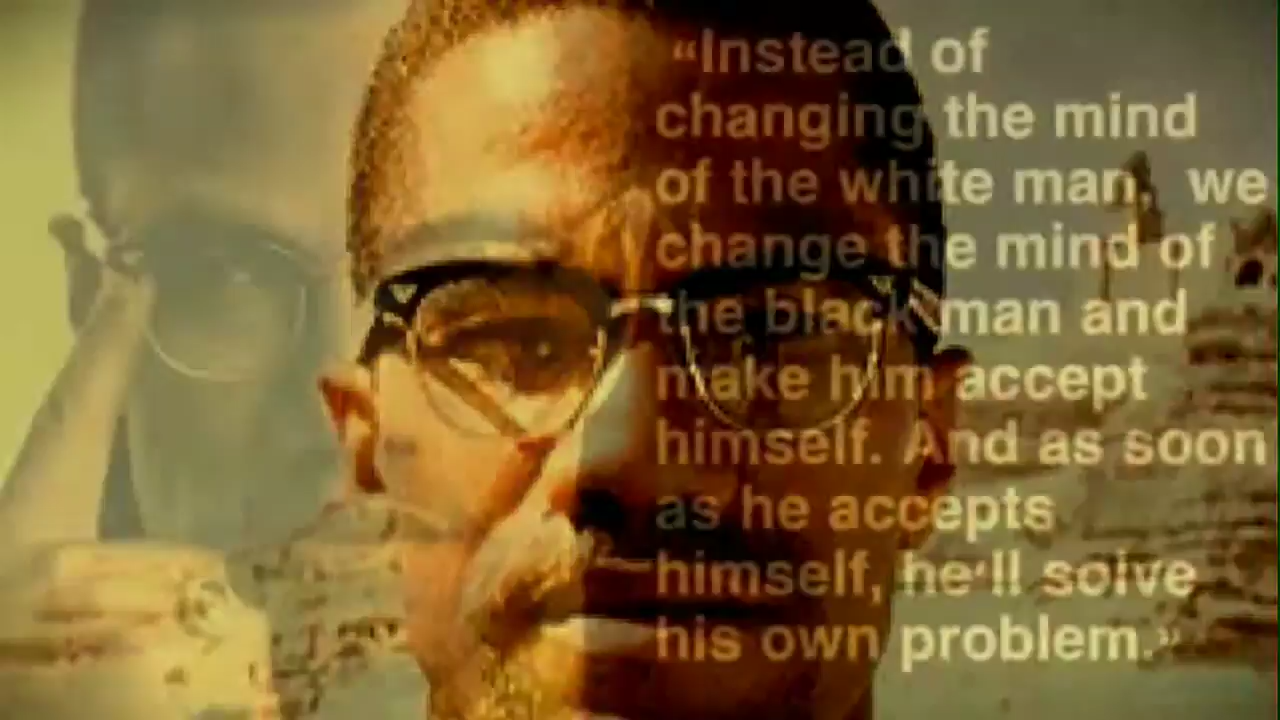 “Instead of
changing the mind
of the white man, we
change the mind of
the black man and
make him accept
himself. And as soon
as he accepts
himself, he‘ll solve
his own problem.”